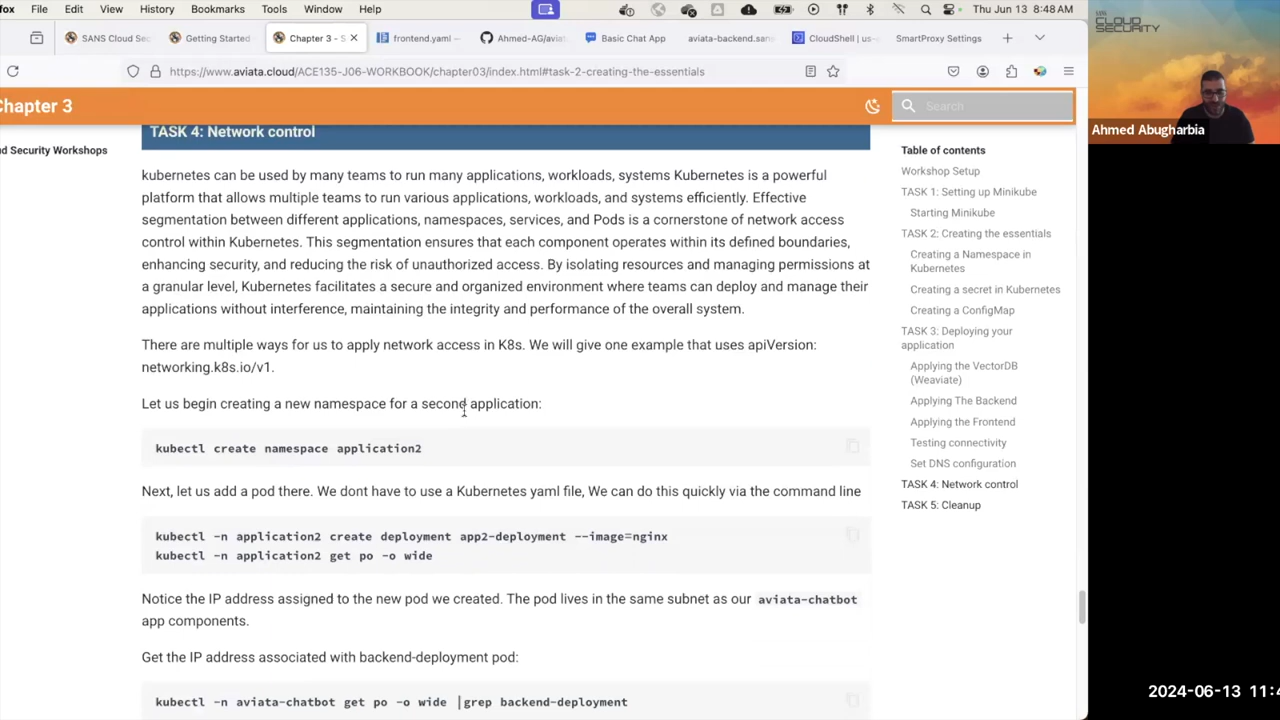 fox File Edit View History Bookmarks Tools Window Help Thu Jun 13 8:48 AM
SANS Cloud Sec Getting Started Chapter 3 - S frontend.yaml — Ahmed-AG/aviat Basic Chat App aviata-backend.sans CloudShell | us- SmartProxy Settings
https://www.aviata.cloud/ACE135-J06-WORKBOOK/chapter03/index.html#task-2-creating-the-essentials
Chapter 3
Search
d Security Workshops
TASK 4: Network control
kubernetes can be used by many teams to run many applications, workloads, systems Kubernetes is a powerful
platform that allows multiple teams to run various applications, workloads, and systems efficiently. Effective
segmentation between different applications, namespaces, services, and Pods is a cornerstone of network access
control within Kubernetes. This segmentation ensures that each component operates within its defined boundaries,
enhancing security, and reducing the risk of unauthorized access. By isolating resources and managing permissions at
a granular level, Kubernetes facilitates a secure and organized environment where teams can deploy and manage their
applications without interference, maintaining the integrity and performance of the overall system.
There are multiple ways for us to apply network access in K8s. We will give one example that uses apiVersion:
networking.k8s.io/v1.
Let us begin creating a new namespace for a second application:
kubectl create namespace application2
Next, let us add a pod there. We dont have to use a Kubernetes yaml file, We can do this quickly via the command line
kubectl -n application2 create deployment app2-deployment --image=nginx
kubectl -n application2 get po -o wide
Notice the IP address assigned to the new pod we created. The pod lives in the same subnet as our aviata-chatbot
app components.
Get the IP address associated with backend-deployment pod:
kubectl -n aviata-chatbot get po -o wide |grep backend-deployment
Table of contents
Workshop Setup
TASK 1: Setting up Minikube
Starting Minikube
TASK 2: Creating the essentials
Creating a Namespace in
Kubernetes
Creating a secret in Kubernetes
Creating a ConfigMap
TASK 3: Deploying your
application
Applying the VectorDB
(Weaviate)
Applying The Backend
Applying the Frontend
Testing connectivity
Set DNS configuration
TASK 4: Network control
TASK 5: Cleanup
CLOUD
SECURITY
Ahmed Abugharbia
2024-06-13 11:4